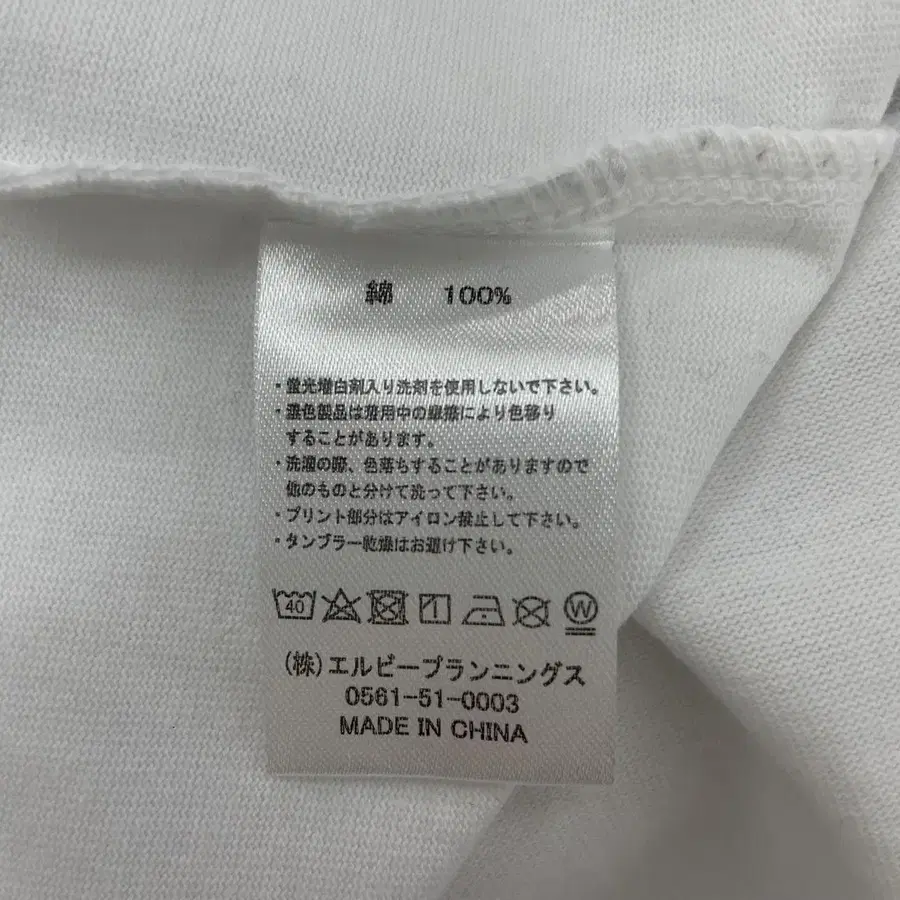 綿 100%
・蛍光増白剤入り洗剤を使用しないで下さい。
・濃色製品は着用中の摩擦により色移り
することがあります。
・洗濯の際、色落ちすることがありますので
他のものと分けて洗って下さい。
・プリント部分はアイロン禁止して下さい。
・タンブラー乾燥はお避け下さい。
40
W
(株)エルビープランニングス
0561-51-0003
MADE IN CHINA